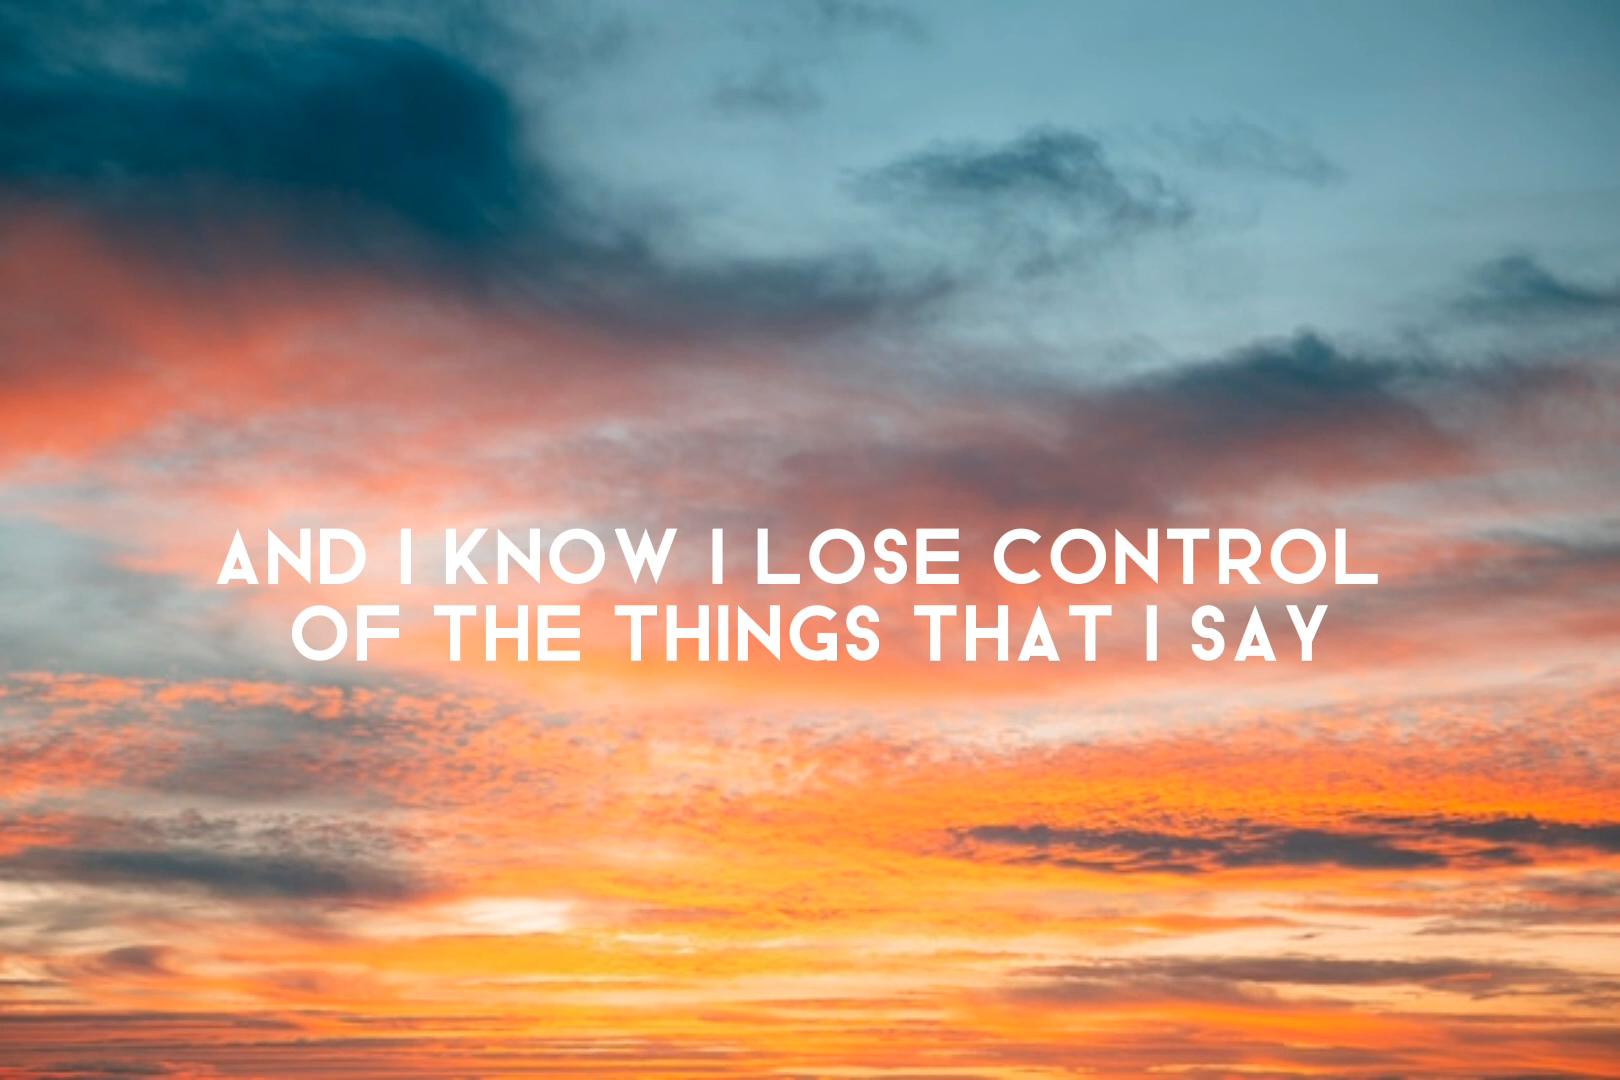 AND I KNOW I LOSE CONTROL
OF THE THINGS THAT I SAY